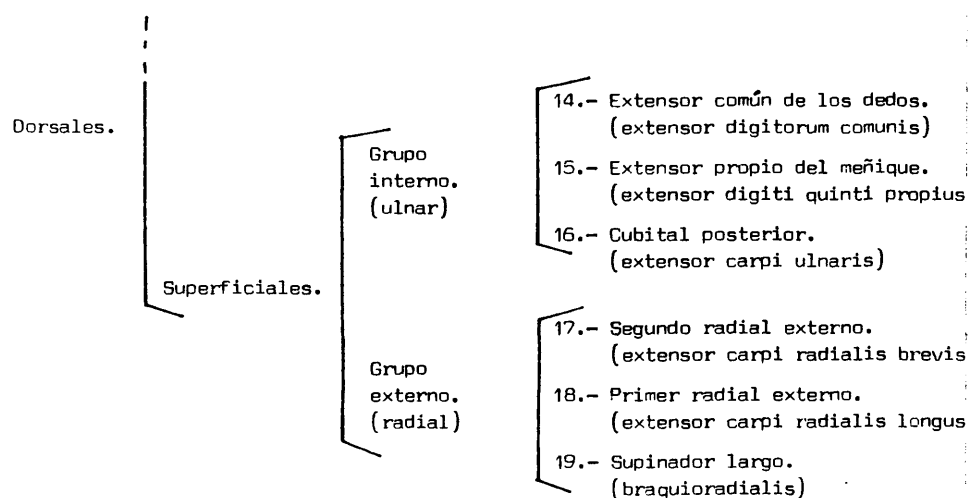 Dorsales.
Superficiales.
Grupo
interno.
(ulnar)
14.- Extensor común de los dedos.
(extensor digitorum comunis)
15.- Extensor propio del meñique.
(extensor digiti quinti propius
16.- Cubital posterior.
(extensor carpi ulnaris)
Grupo
externo.
(radial)
17.- Segundo radial externo.
(extensor carpi radialis brevis
18.- Primer radial externo.
(extensor carpi radialis longus
19.- Supinador largo.
(braquioradialis)